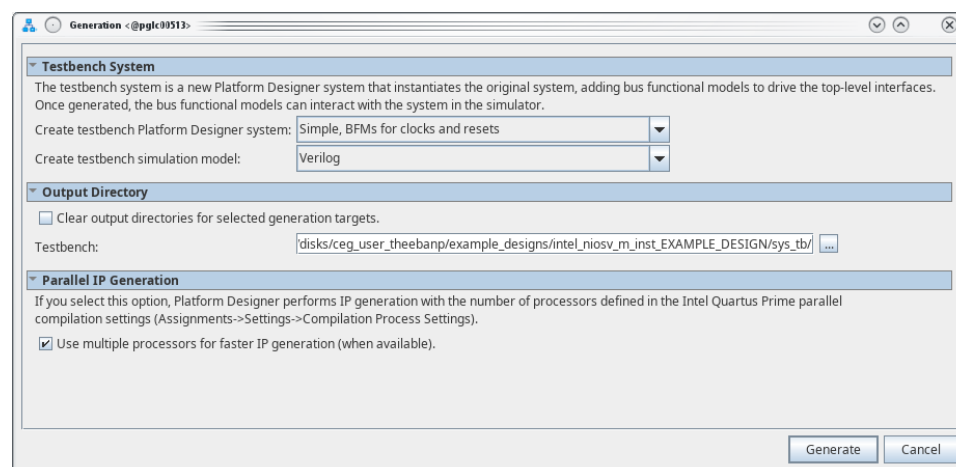 Generation <@pglc00513>
Testbench System
The testbench system is a new Platform Designer system that instantiates the original system, adding bus functional models to drive the top-level interfaces.
Once generated, the bus functional models can interact with the system in the simulator.
Create testbench Platform Designer system: Simple, BFMs for clocks and resets
Create testbench simulation model: Verilog
Output Directory
Clear output directories for selected generation targets.
Testbench: 'disks/ceg_user_theebanp/example_designs/intel_niosv_m_inst_EXAMPLE_DESIGN/sys_tb/ ...
Parallel IP Generation
If you select this option, Platform Designer performs IP generation with the number of processors defined in the Intel Quartus Prime parallel
compilation settings (Assignments->Settings->Compilation Process Settings).
Use multiple processors for faster IP generation (when available).
Generate Cancel